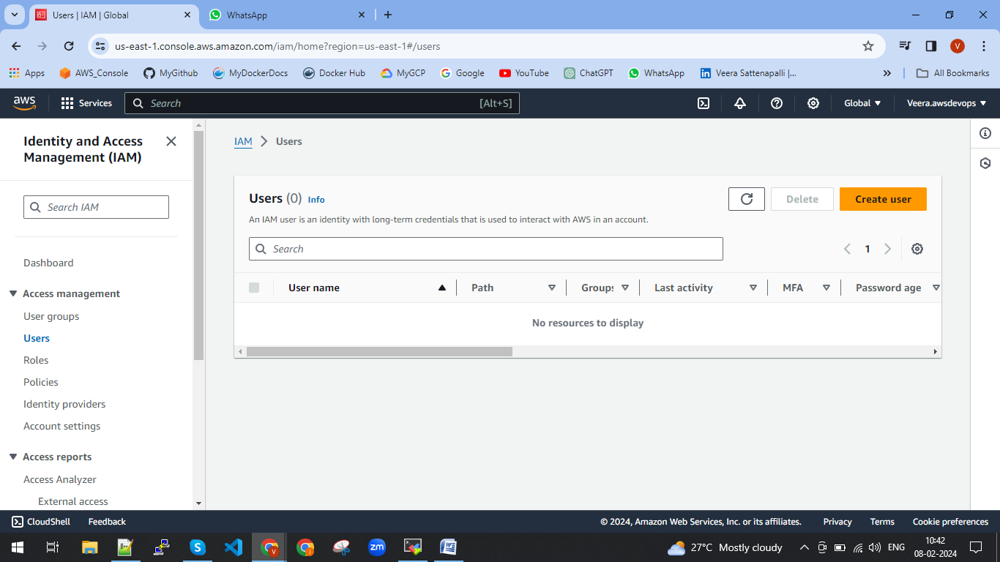 Users | IAM | Global
WhatsApp
us-east-1.console.aws.amazon.com/iam/home?region=us-east-1#/users
V
Apps
AWS_Console
MyGithub
MyDockerDocs
Docker Hub
MyGCP
Google
YouTube
ChatGPT
WhatsApp
Veera Sattenapalli |...
All Bookmarks
aws
Services
Search
[Alt+S]
Global
Veera.awsdevops
Identity and Access
Management (IAM)
Search IAM
Dashboard
Access management
User groups
Users
Roles
Policies
Identity providers
Account settings
Access reports
Access Analyzer
External access
IAM
Users
Users (0) Info
Delete
Create user
An IAM user is an identity with long-term credentials that is used to interact with AWS in an account.
Search
1
User name
Path
Groups
Last activity
MFA
Password age
No resources to display
CloudShell
Feedback
© 2024, Amazon Web Services, Inc. or its affiliates.
Privacy
Terms
Cookie preferences
27°C Mostly cloudy
ENG
10:42
08-02-2024